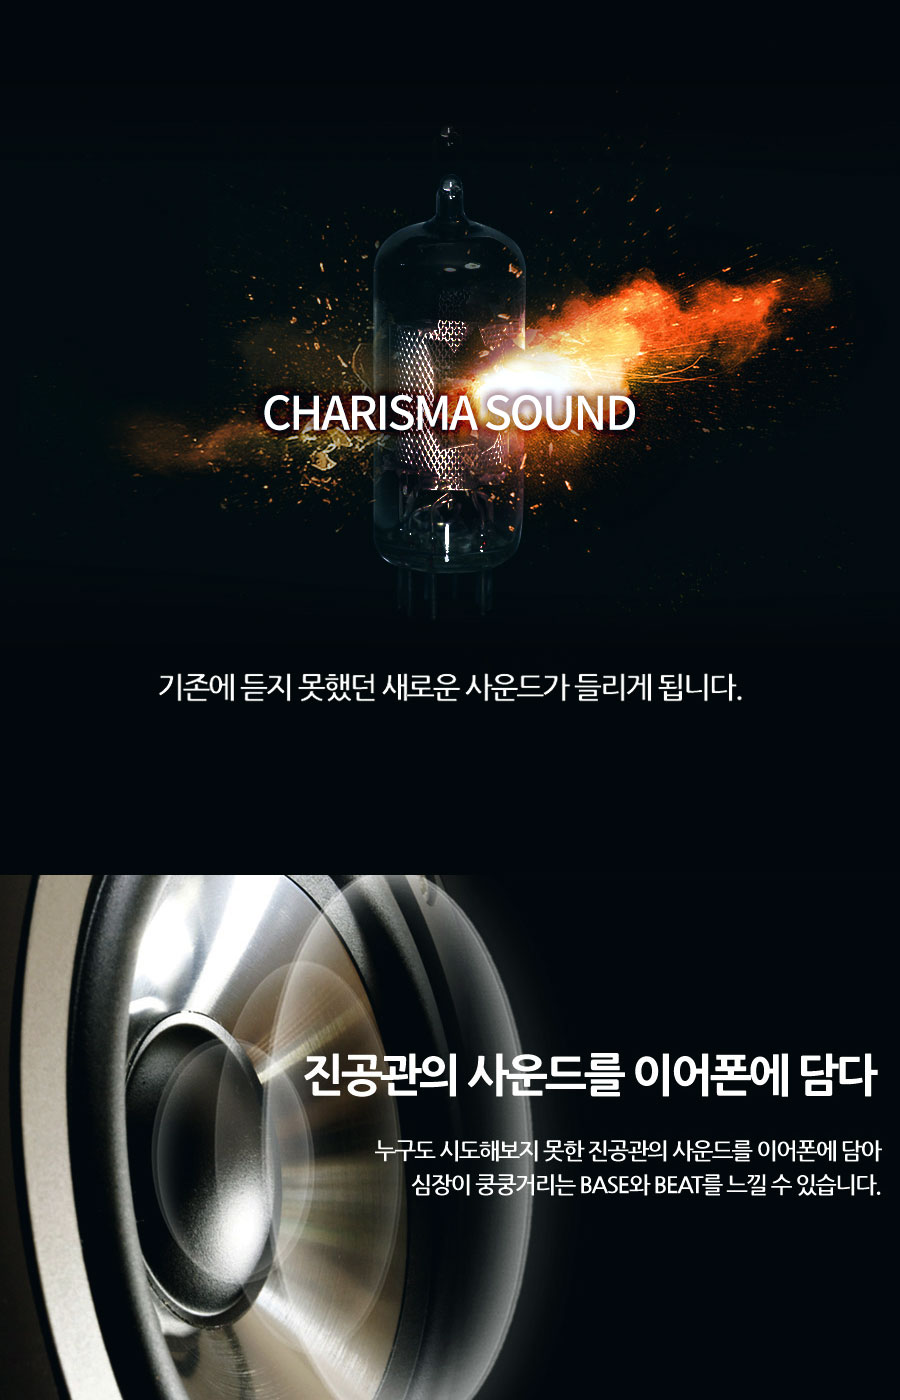 CHARISMA SOUND
기존에 듣지 못했던 새로운 사운드가 들리게 됩니다.
진공관의 사운드를 이어폰에 담다
누구도 시도해보지 못한 진공관의 사운드를 이어폰에 담아
심장이 쿵쿵거리는 BASE와 BEAT를 느낄 수 있습니다.